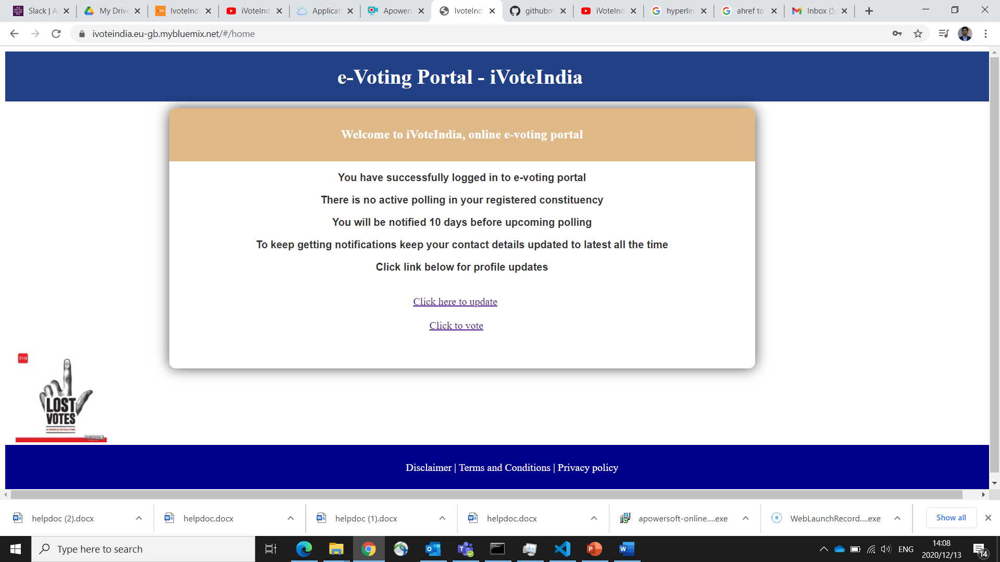 Slack | A
My Drive
IvoteInd
iVoteInd
Applicat
Apowers
IvoteInd
githubm
iVoteInd
hyperlin
ahref to
Inbox (5
ivoteindia.eu-gb.mybluemix.net/#/home
e-Voting Portal - iVoteIndia
Welcome to iVoteIndia, online e-voting portal
You have successfully logged in to e-voting portal
There is no active polling in your registered constituency
You will be notified 10 days before upcoming polling
To keep getting notifications keep your contact details updated to latest all the time
Click link below for profile updates
Click here to update
Click to vote
TOI
LOST
VOTES
Disclaimer | Terms and Conditions | Privacy policy
helpdoc (2).docx
helpdoc.docx
helpdoc (1).docx
helpdoc.docx
apowersoft-online....exe
WebLaunchRecord....exe
Show all
Type here to search
ENG
14:08
2020/12/13
14